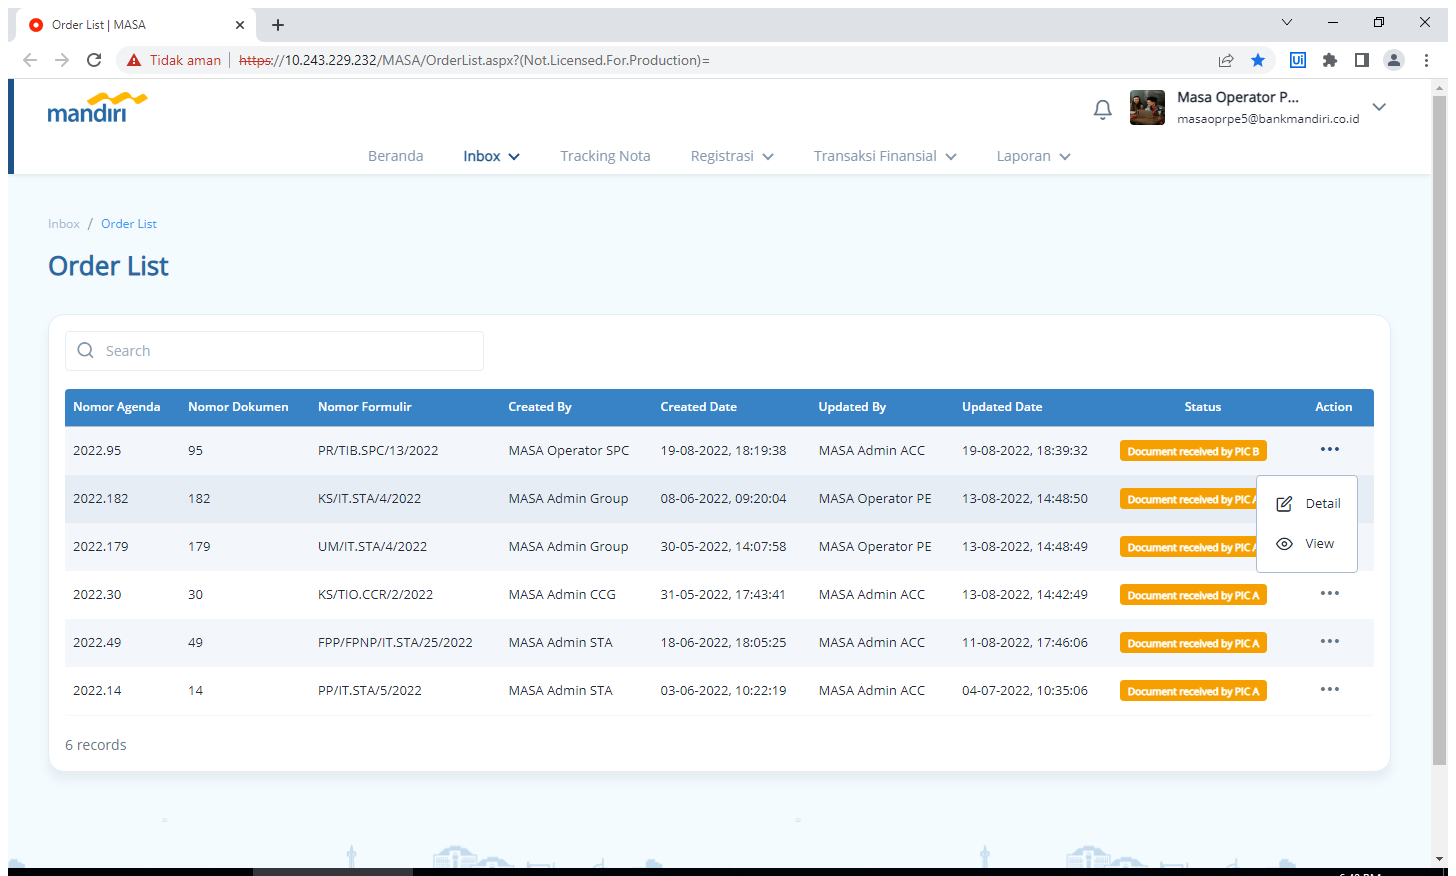 Order List | MASA
Tidak aman https://10.243.229.232/MASA/OrderList.aspx?(Not.Licensed.For.Production)=
Ui
mandiri
Masa Operator P...
masaoprpe5@bankmandiri.co.id
Beranda Inbox Tracking Nota Registrasi Transaksi Finansial Laporan
Inbox / Order List
Order List
Search
Nomor Agenda Nomor Dokumen Nomor Formulir Created By Created Date Updated By Updated Date Status Action
2022.95 95 PR/TIB.SPC/13/2022 MASA Operator SPC 19-08-2022, 18:19:38 MASA Admin ACC 19-08-2022, 18:39:32 Document received by PIC B
2022.182 182 KS/IT.STA/4/2022 MASA Admin Group 08-06-2022, 09:20:04 MASA Operator PE 13-08-2022, 14:48:50 Document received by PIC A
Detail
2022.179 179 UM/IT.STA/4/2022 MASA Admin Group 30-05-2022, 14:07:58 MASA Operator PE 13-08-2022, 14:48:49 Document received by PIC A
View
2022.30 30 KS/TIO.CCR/2/2022 MASA Admin CCG 31-05-2022, 17:43:41 MASA Admin ACC 13-08-2022, 14:42:49 Document received by PIC A
2022.49 49 FPP/FPNP/IT.STA/25/2022 MASA Admin STA 18-06-2022, 18:05:25 MASA Admin ACC 11-08-2022, 17:46:06 Document received by PIC A
2022.14 14 PP/IT.STA/5/2022 MASA Admin STA 03-06-2022, 10:22:19 MASA Admin ACC 04-07-2022, 10:35:06 Document received by PIC A
6 records